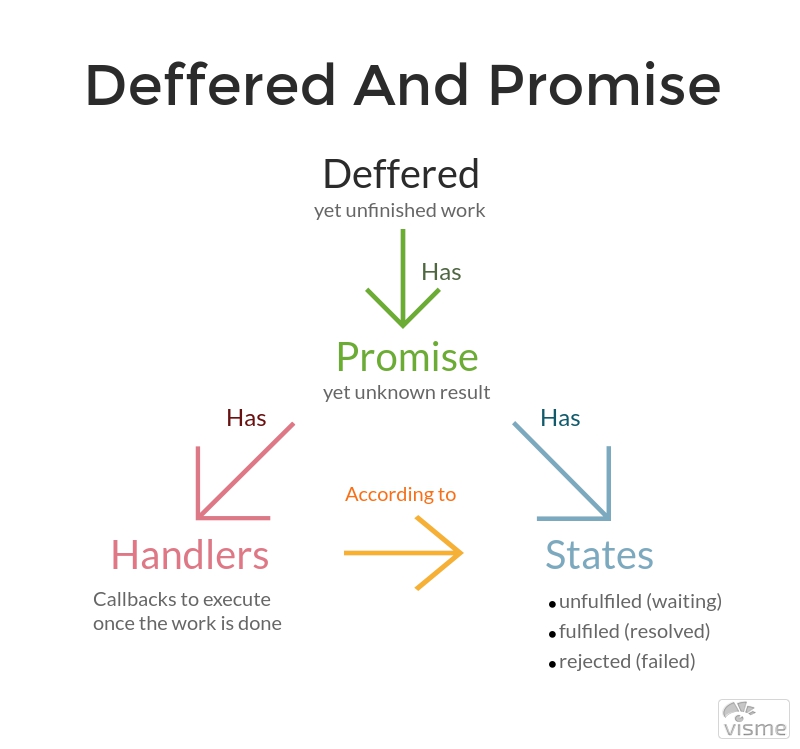 Deffered And Promise
Deffered
yet unfinished work
Has
Promise
yet unknown result
Has
Has
According to
Handlers
States
Callbacks to execute
once the work is done
unfulfiled (waiting)
fulfiled (resolved)
rejected (failed)
visme